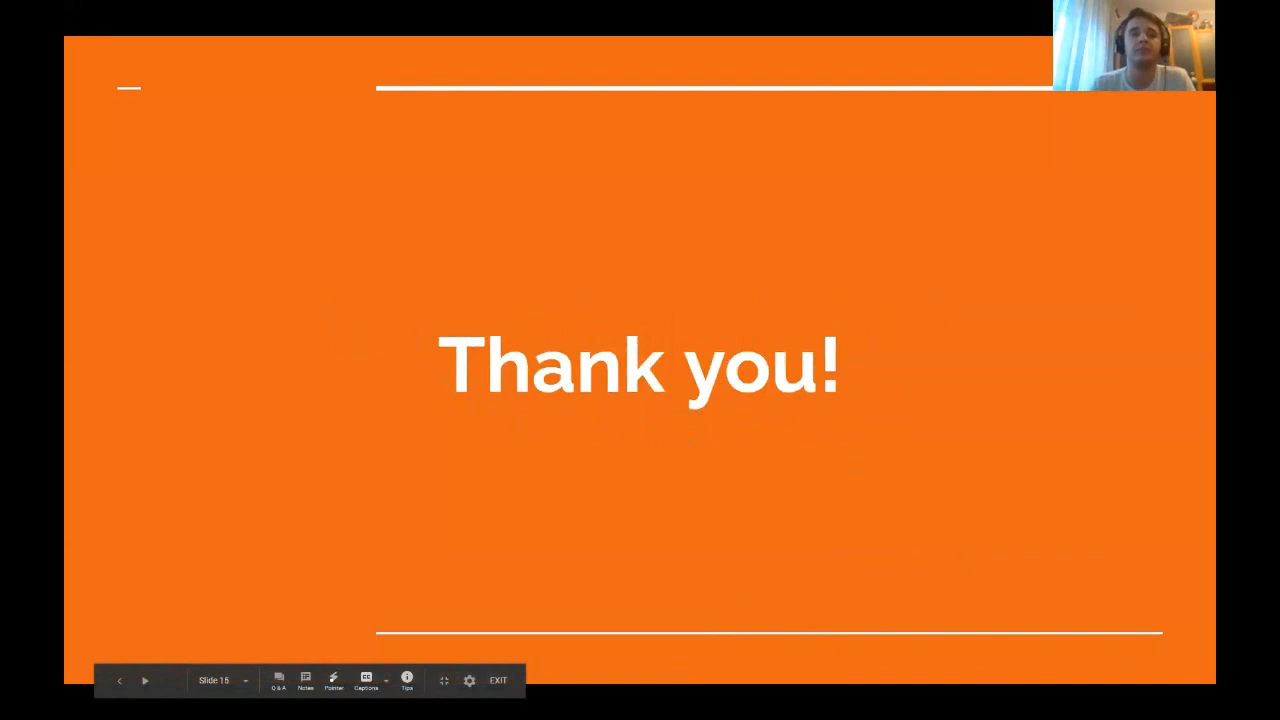 Thank you!
Slide 15
Q & A
Notes
Pointer
Captions
Tips
EXIT